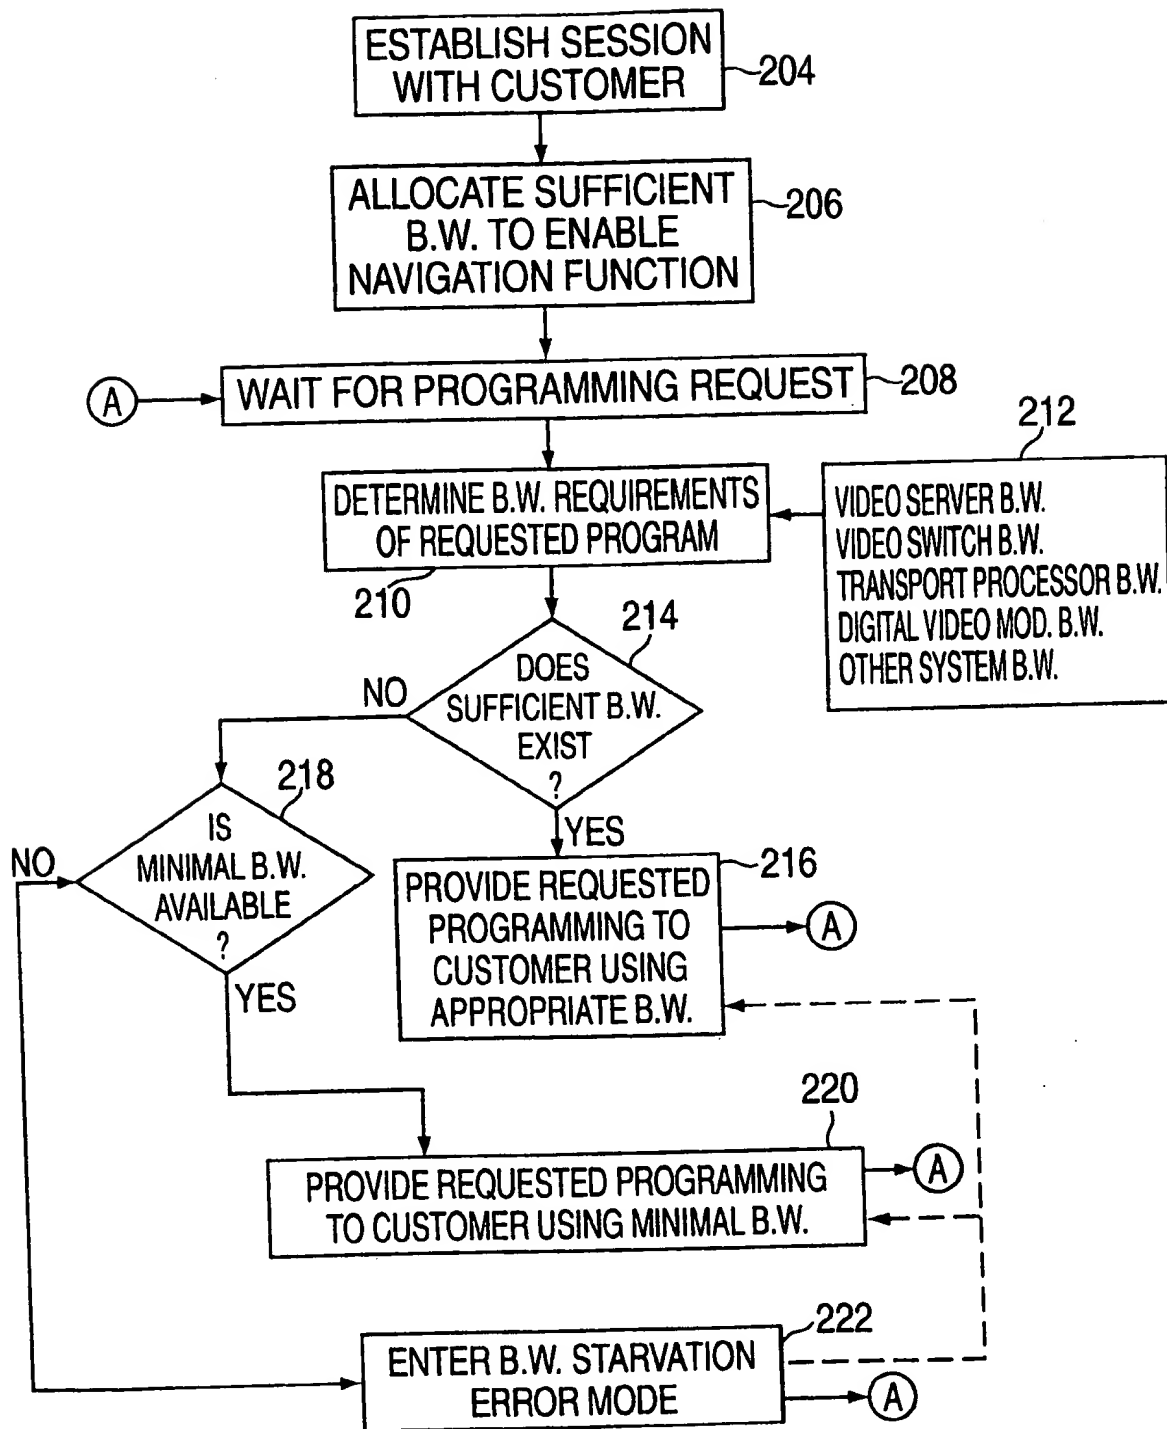 ESTABLISH SESSION
WITH CUSTOMER
204
ALLOCATE SUFFICIENT
B.W. TO ENABLE
NAVIGATION FUNCTION
206
A
WAIT FOR PROGRAMMING REQUEST
208
212
DETERMINE B.W. REQUIREMENTS
OF REQUESTED PROGRAM
210
VIDEO SERVER B.W.
VIDEO SWITCH B.W.
TRANSPORT PROCESSOR B.W.
DIGITAL VIDEO MOD. B.W.
OTHER SYSTEM B.W.
214
DOES
SUFFICIENT B.W.
EXIST
?
NO
YES
218
IS
MINIMAL B.W.
AVAILABLE
?
NO
YES
216
PROVIDE REQUESTED
PROGRAMMING TO
CUSTOMER USING
APPROPRIATE B.W.
A
220
PROVIDE REQUESTED PROGRAMMING
TO CUSTOMER USING MINIMAL B.W.
A
222
ENTER B.W. STARVATION
ERROR MODE
A